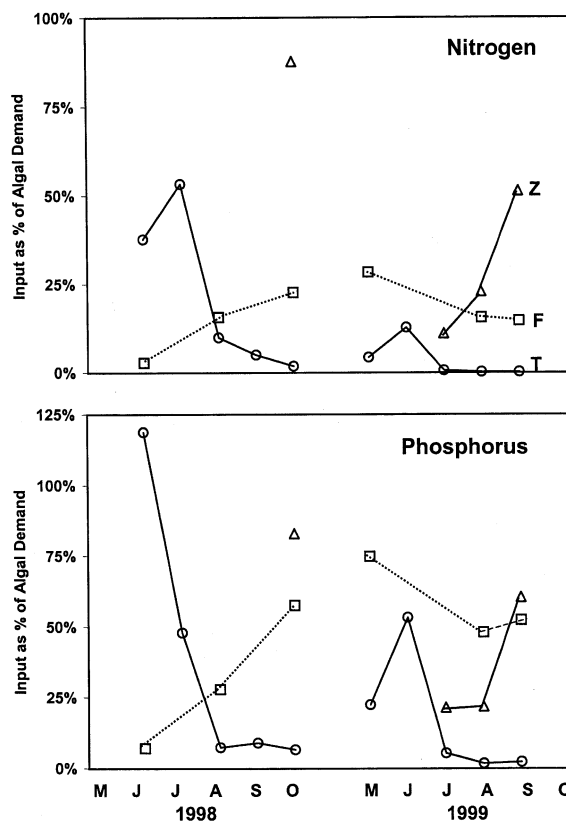 100%
Nitrogen
75%
Input as % of Algal Demand
50%
Z
25%
F
T
0%
125%
Phosphorus
100%
75%
Input as % of Algal Demand
50%
25%
0%
M J J A S O M J J A S O
1998 1999